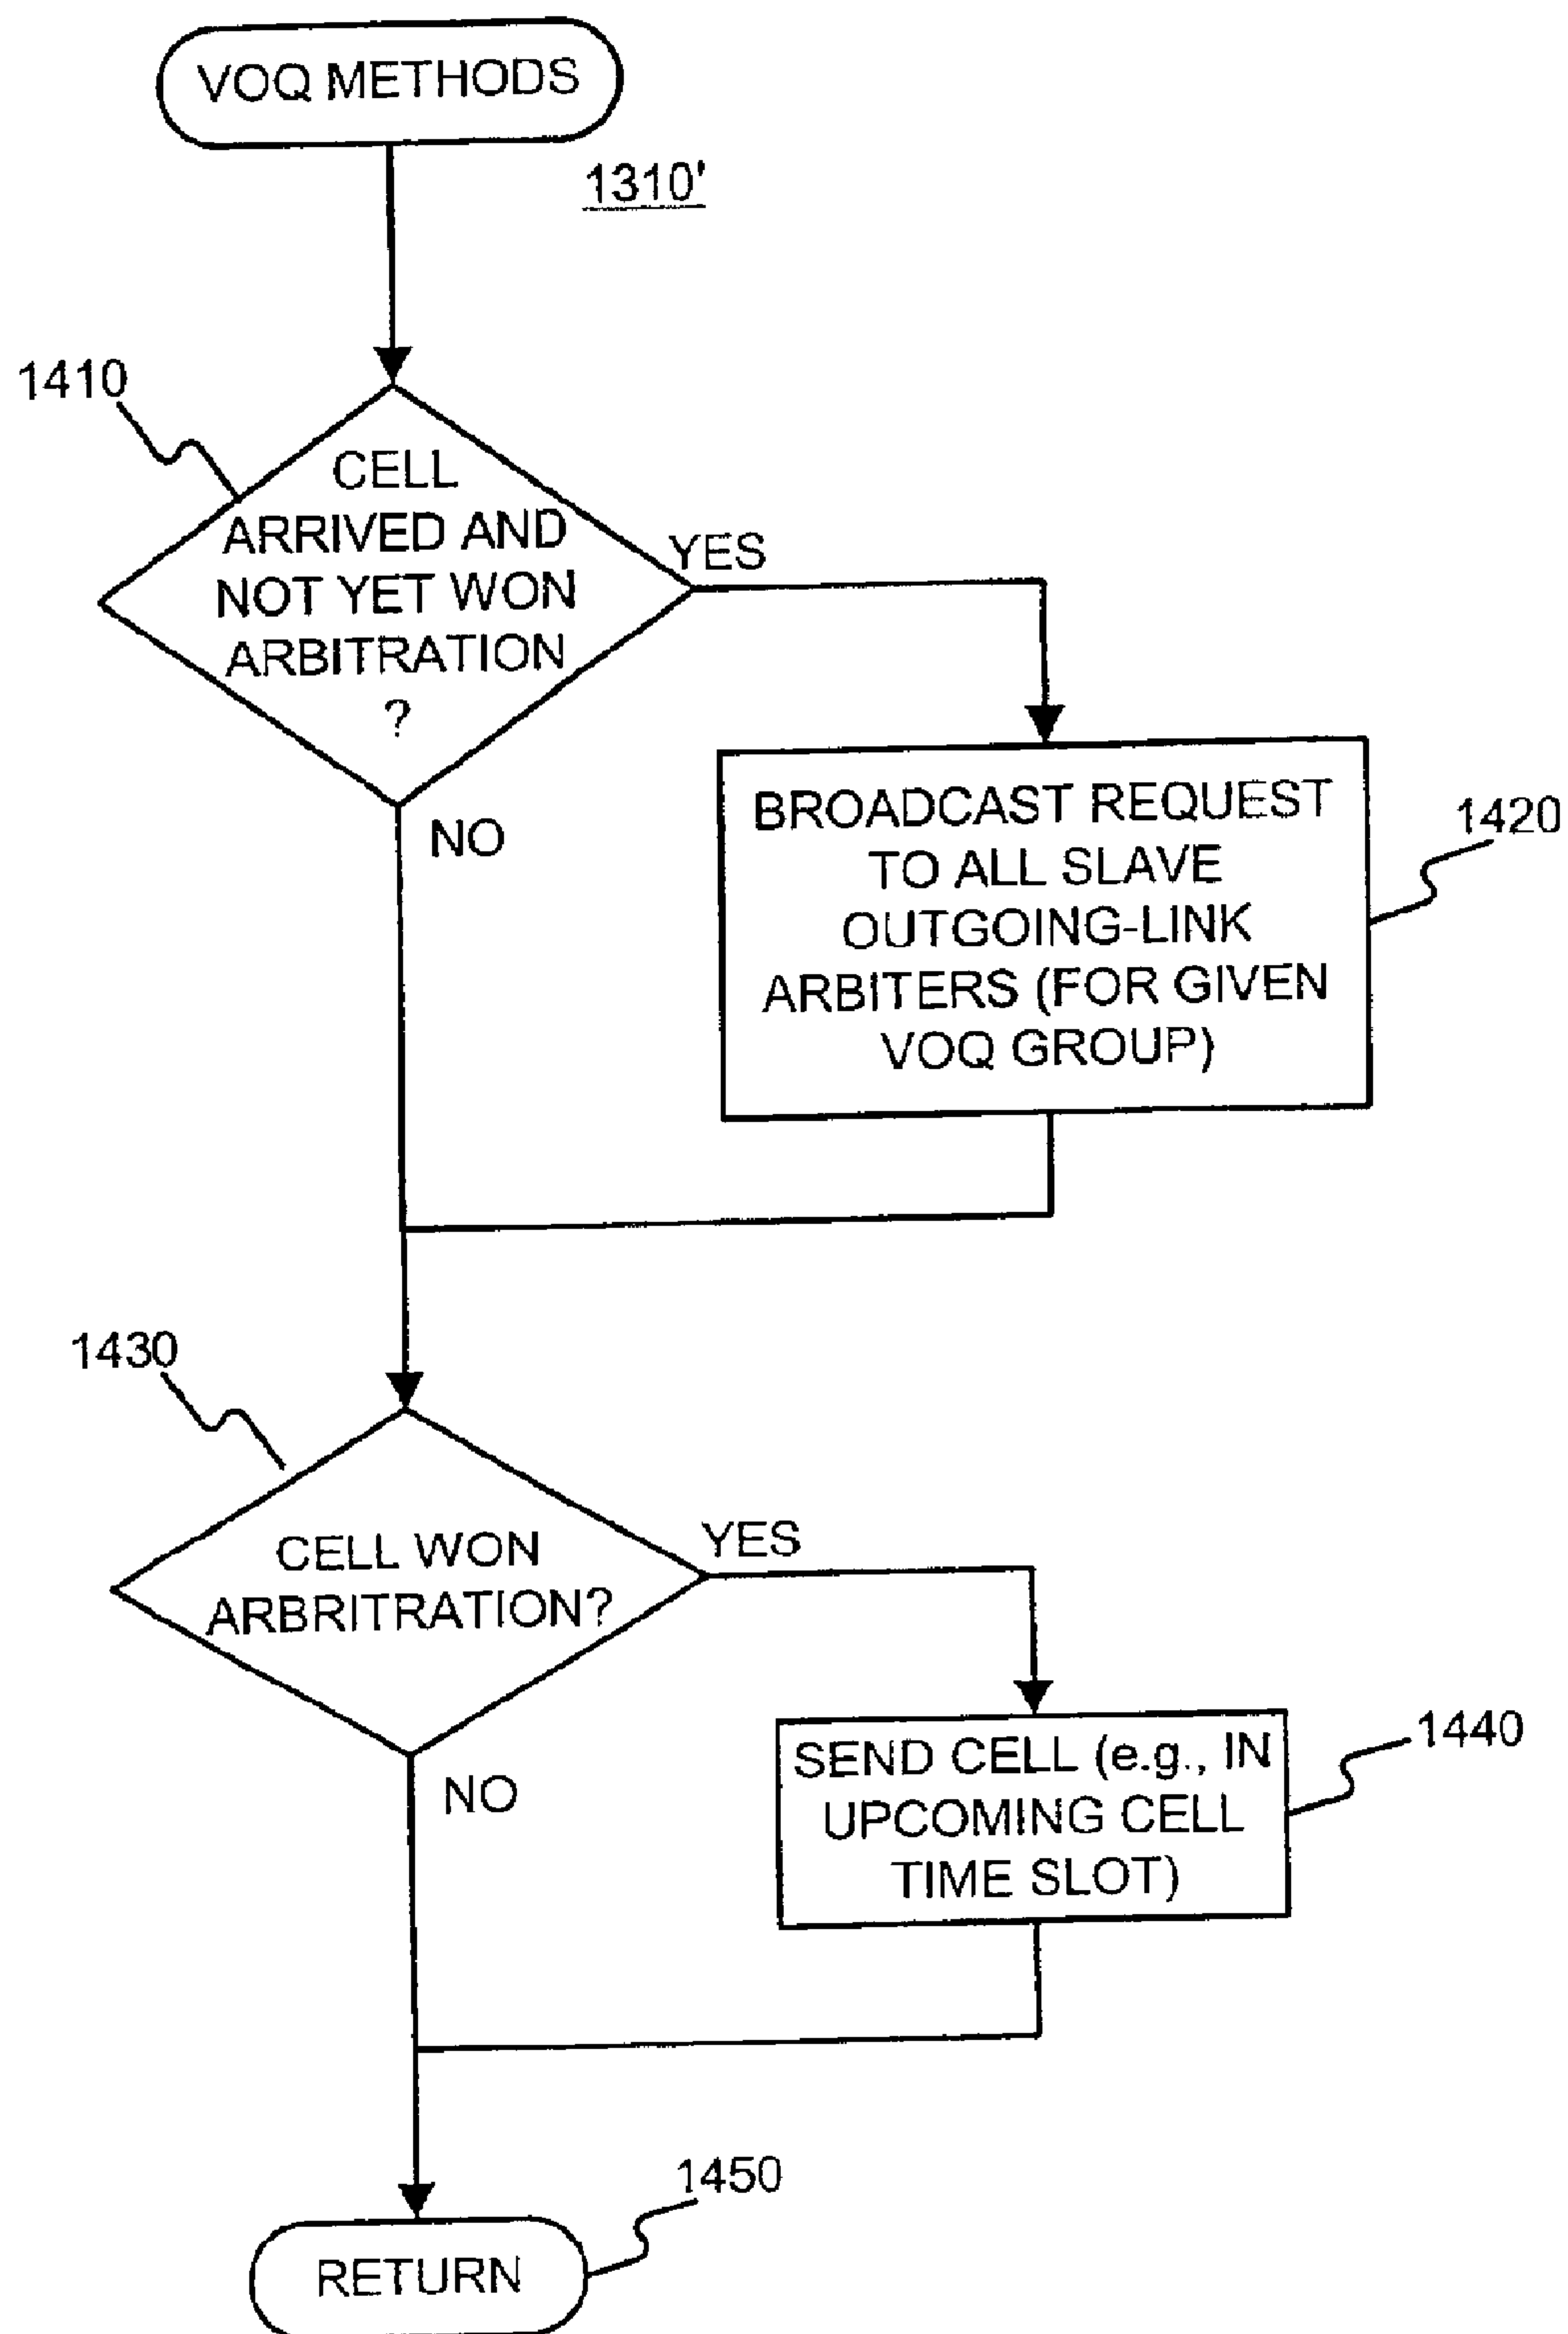 VOQ METHODS
1310'
1410
CELL
ARRIVED AND
NOT YET WON
ARBITRATION
?
YES
NO
BROADCAST REQUEST
TO ALL SLAVE
OUTGOING-LINK
ARBITERS (FOR GIVEN
VOQ GROUP)
1420
1430
CELL WON
ARBRITRATION?
YES
NO
SEND CELL (e.g., IN
UPCOMING CELL
TIME SLOT)
1440
1450
RETURN